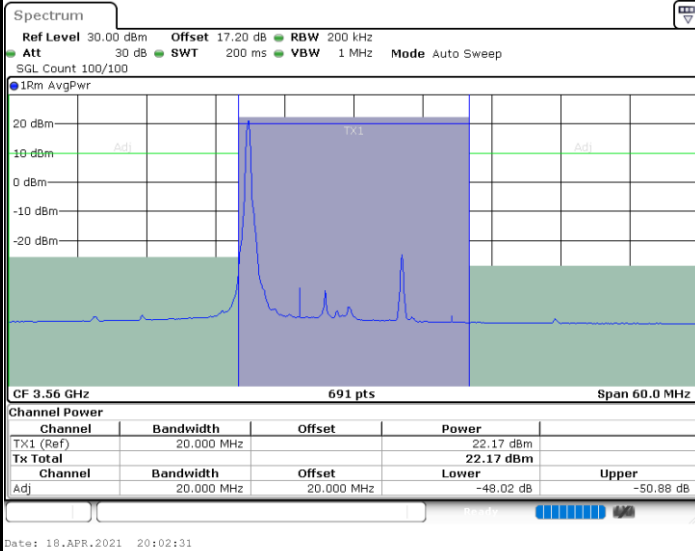 Spectrum
Ref Level 30.00 dBm Offset 17.20 dB RBW 200 kHz
Att 30 dB SWT 200 ms VBW 1 MHz Mode Auto Sweep
SGL Count 100/100
1Rm AvgPwr
20 dBm
TX1
Adj Adj
10 dBm
0 dBm
-10 dBm
-20 dBm
CF 3.56 GHz 691 pts Span 60.0 MHz
Channel Power
Channel Bandwidth Offset Power
TX1 (Ref) 20.000 MHz 22.17 dBm
Tx Total 22.17 dBm
Channel Bandwidth Offset Lower Upper
Adj 20.000 MHz 20.000 MHz -48.02 dB -50.88 dB
Ready
Date: 18.APR.2021 20:02:31